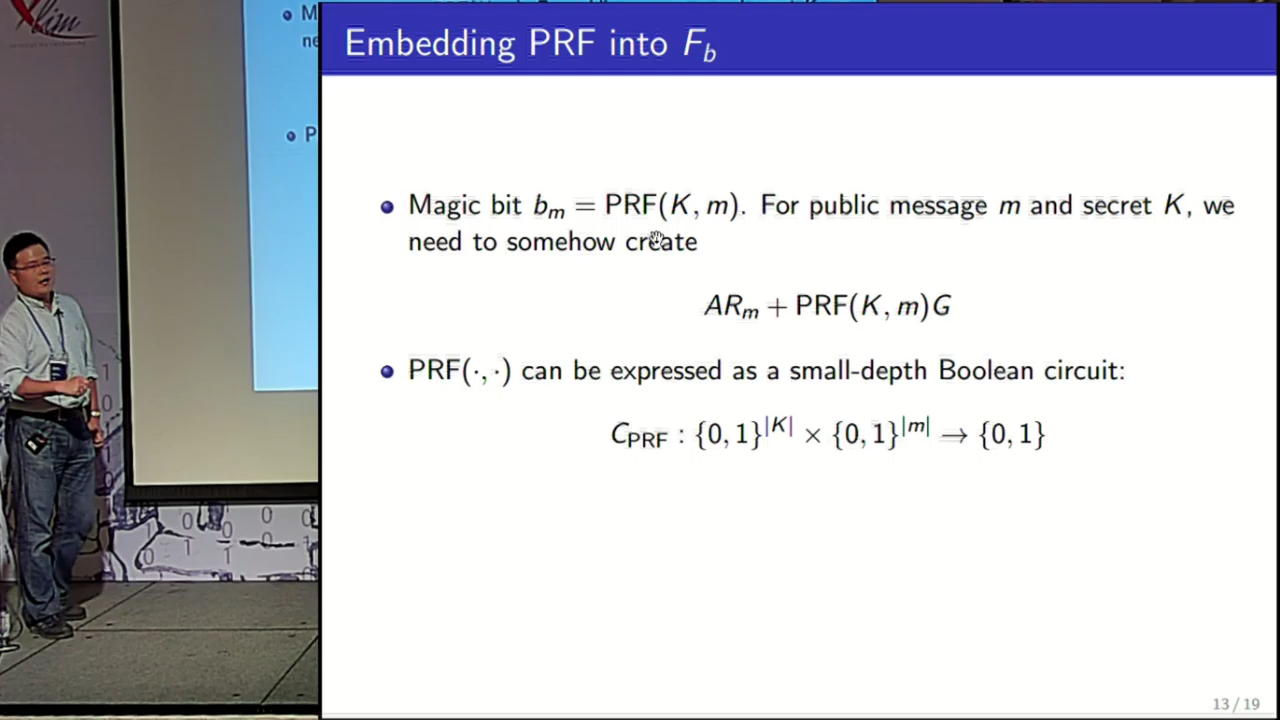 Embedding PRF into F_b
Magic bit b_m = PRF(K, m). For public message m and secret K, we
need to somehow create
AR_m + PRF(K, m)G
PRF(·, ·) can be expressed as a small-depth Boolean circuit:
C_PRF : {0, 1}^|K| × {0, 1}^|m| → {0, 1}
13 / 19